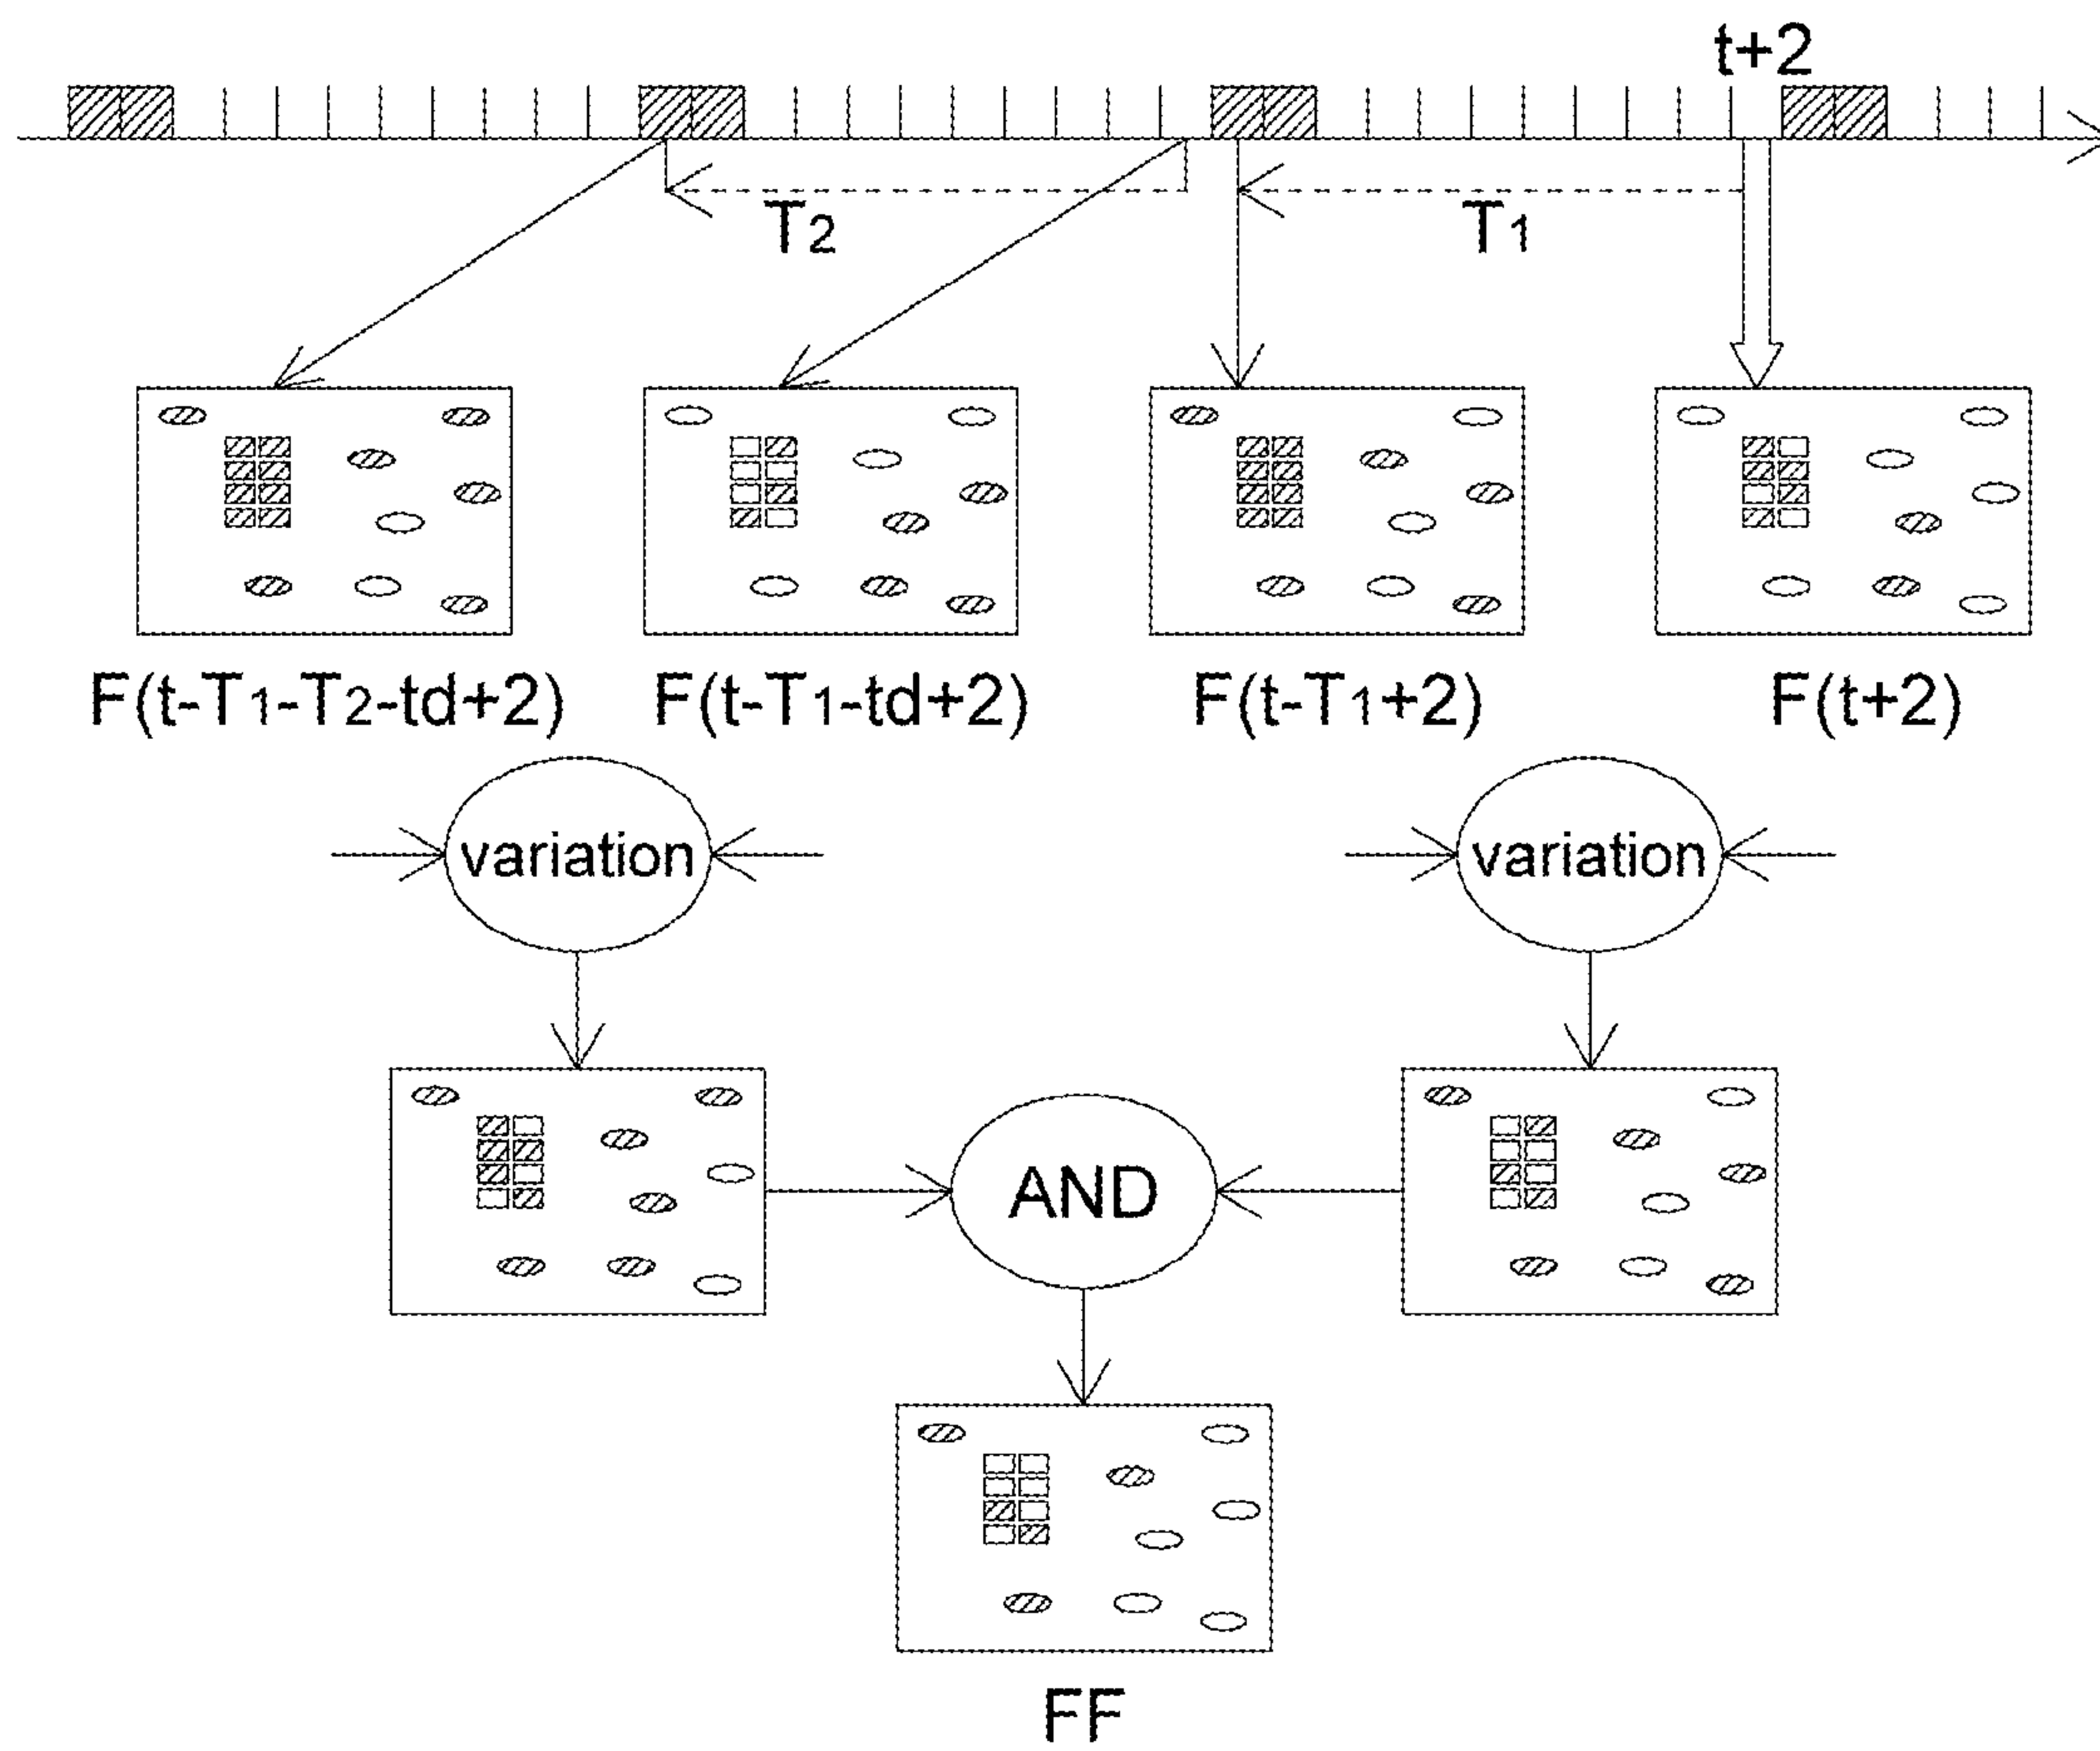 t+2
T2 T1
F(t-T1-T2-td+2) F(t-T1-td+2) F(t-T1+2) F(t+2)
variation variation
AND
FF